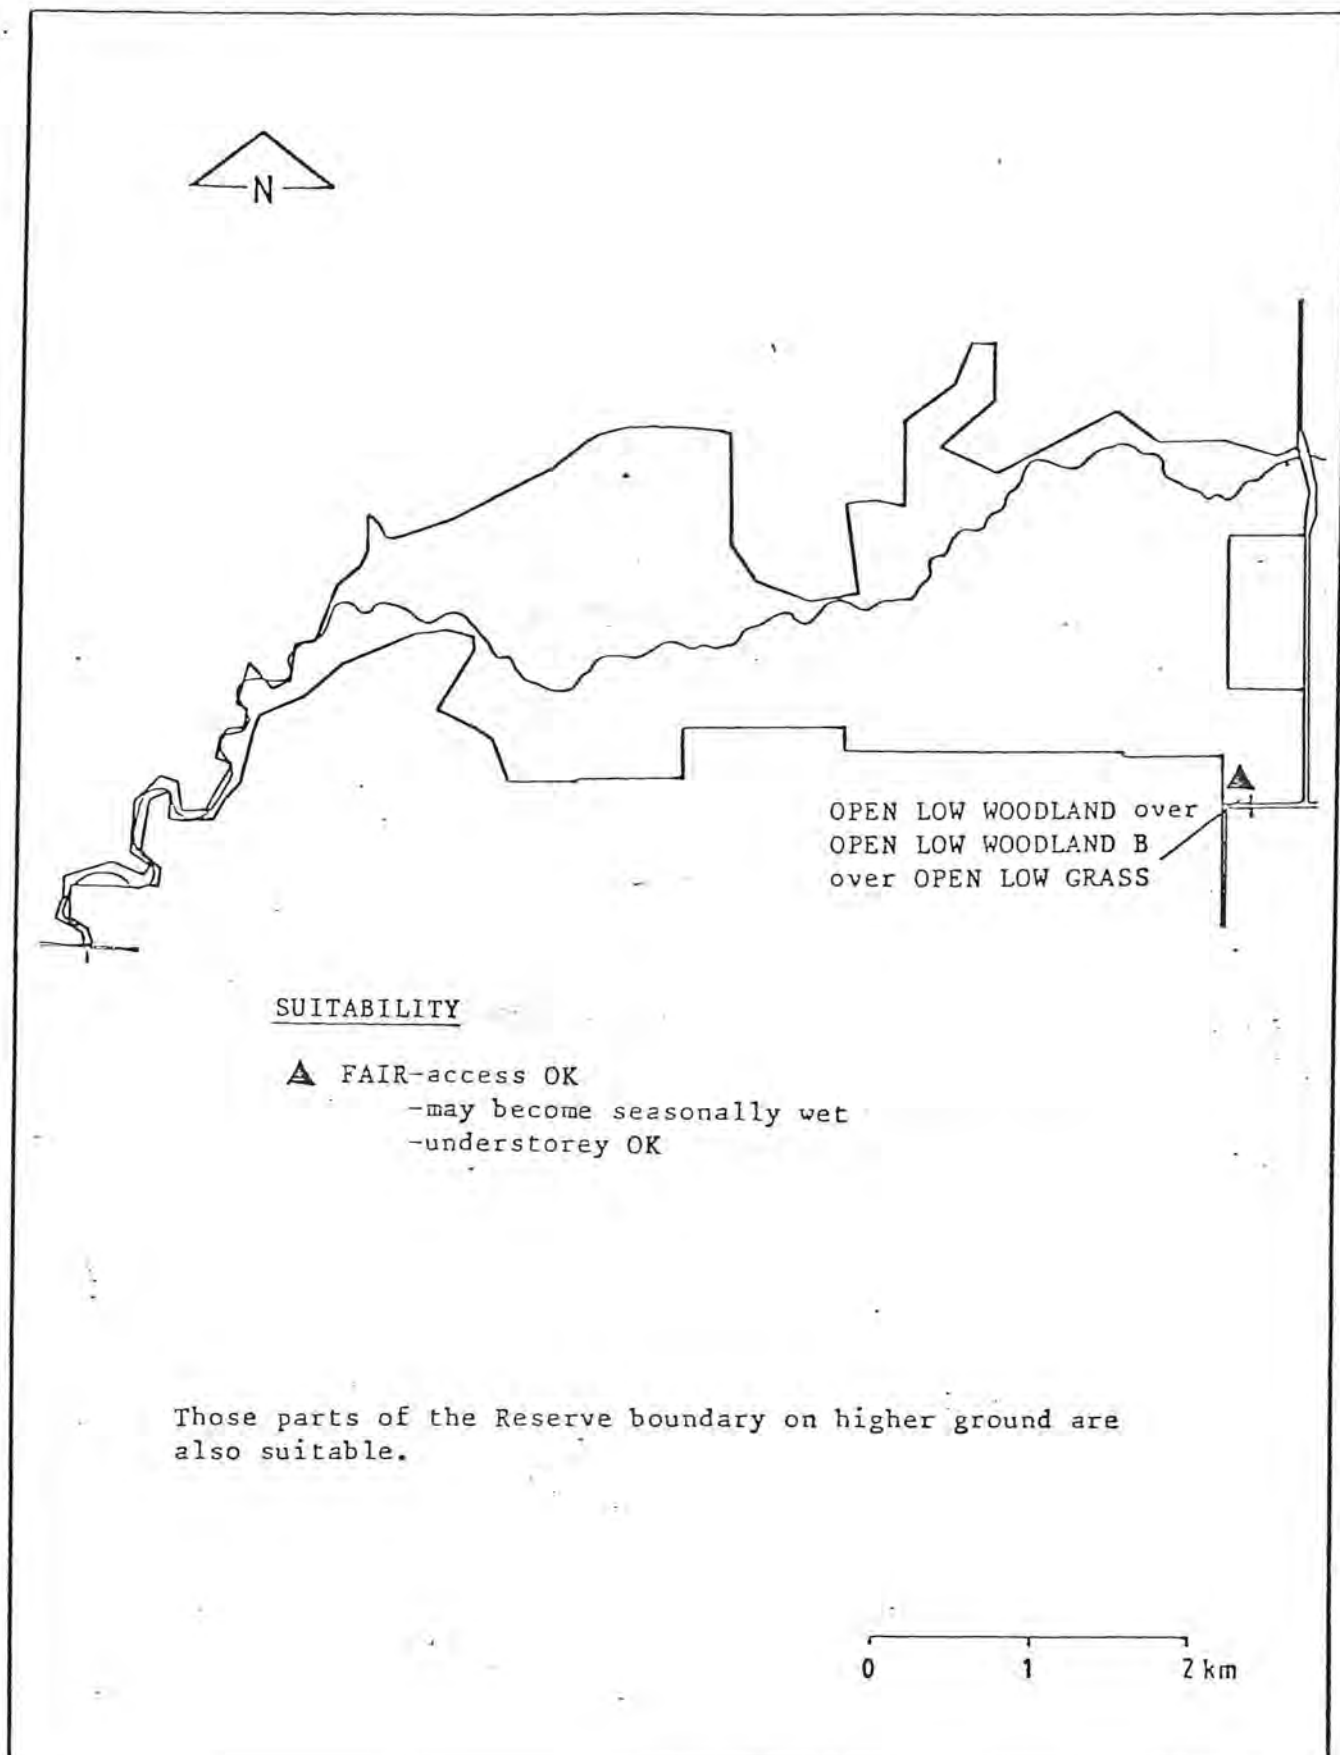 N
OPEN LOW WOODLAND over
OPEN LOW WOODLAND B
over OPEN LOW GRASS
SUITABILITY
FAIR-access OK
-may become seasonally wet
-understorey OK
Those parts of the Reserve boundary on higher ground are
also suitable.
0 1 2 km